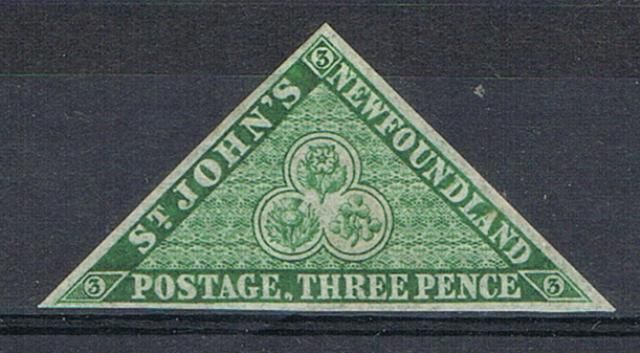 3
ST JOHN'S
NEWFOUNDLAND
3
POSTAGE. THREE PENCE
3